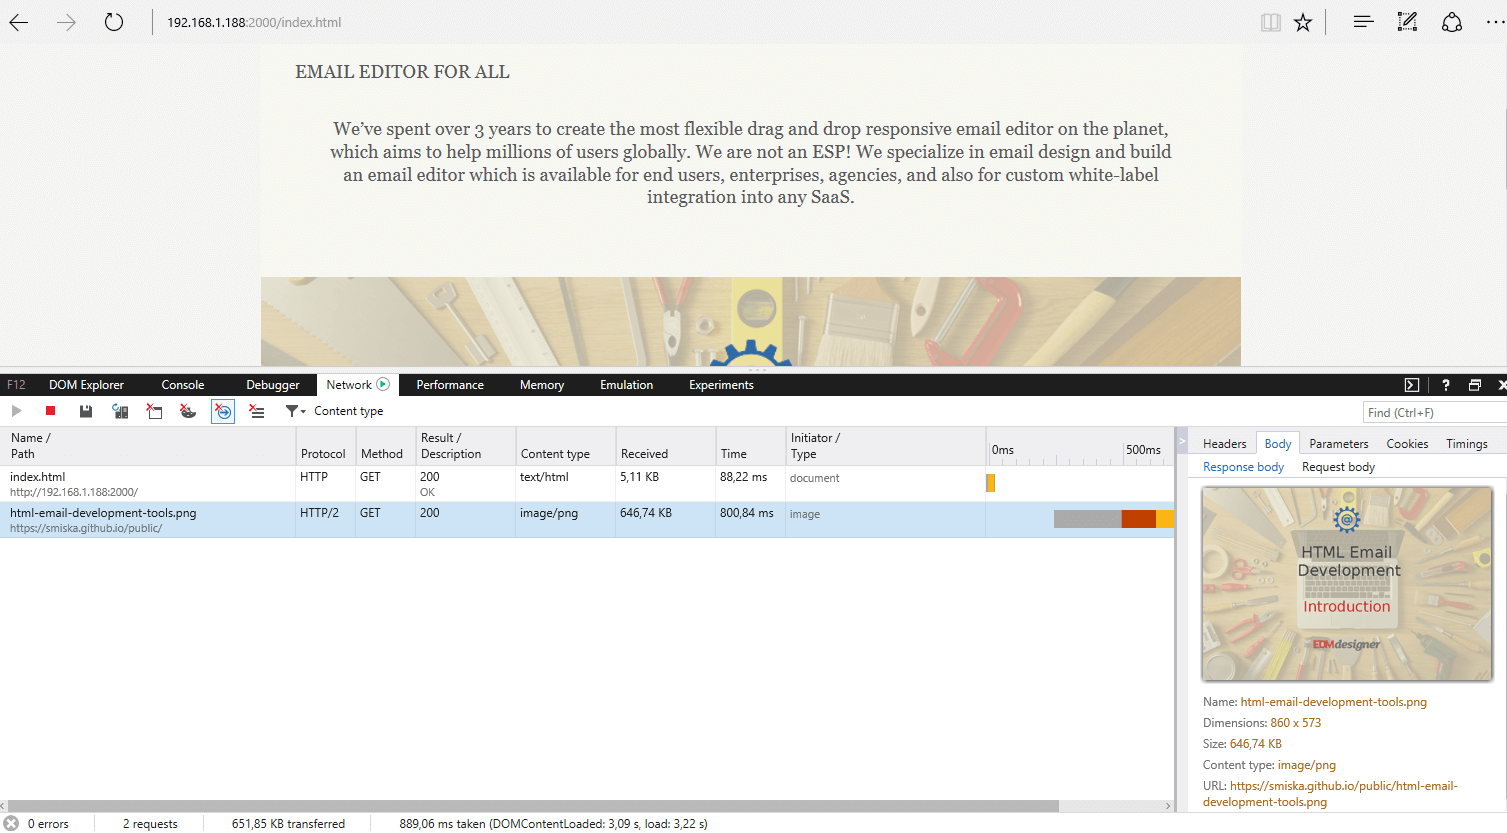 192.168.1.188:2000/index.html
EMAIL EDITOR FOR ALL
We’ve spent over 3 years to create the most flexible drag and drop responsive email editor on the planet,
which aims to help millions of users globally. We are not an ESP! We specialize in email design and build
an email editor which is available for end users, enterprises, agencies, and also for custom white-label
integration into any SaaS.
F12 DOM Explorer Console Debugger Network Performance Memory Emulation Experiments ?
Content type
Find (Ctrl+F)
Name / Path Protocol Method Result / Description Content type Received Time Initiator / Type 0ms 500ms
index.html HTTP GET 200 text/html 5,11 KB 88,22 ms document
http://192.168.1.188:2000/ OK
html-email-development-tools.png HTTP/2 GET 200 image/png 646,74 KB 800,84 ms image
https://smiska.github.io/public/
Headers Body Parameters Cookies Timings
Response body Request body
@
HTML Email
Development
Introduction
EDMdesigner
Name: html-email-development-tools.png
Dimensions: 860 x 573
Size: 646,74 KB
Content type: image/png
URL: https://smiska.github.io/public/html-email-
development-tools.png
0 errors 2 requests 651,85 KB transferred 889,06 ms taken (DOMContentLoaded: 3,09 s, load: 3,22 s)